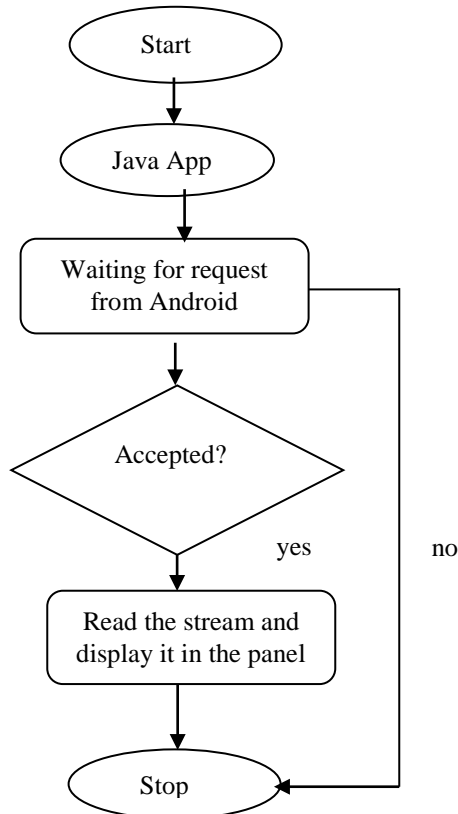 Start
Java App
Waiting for request
from Android
Accepted?
yes
no
Read the stream and
display it in the panel
Stop